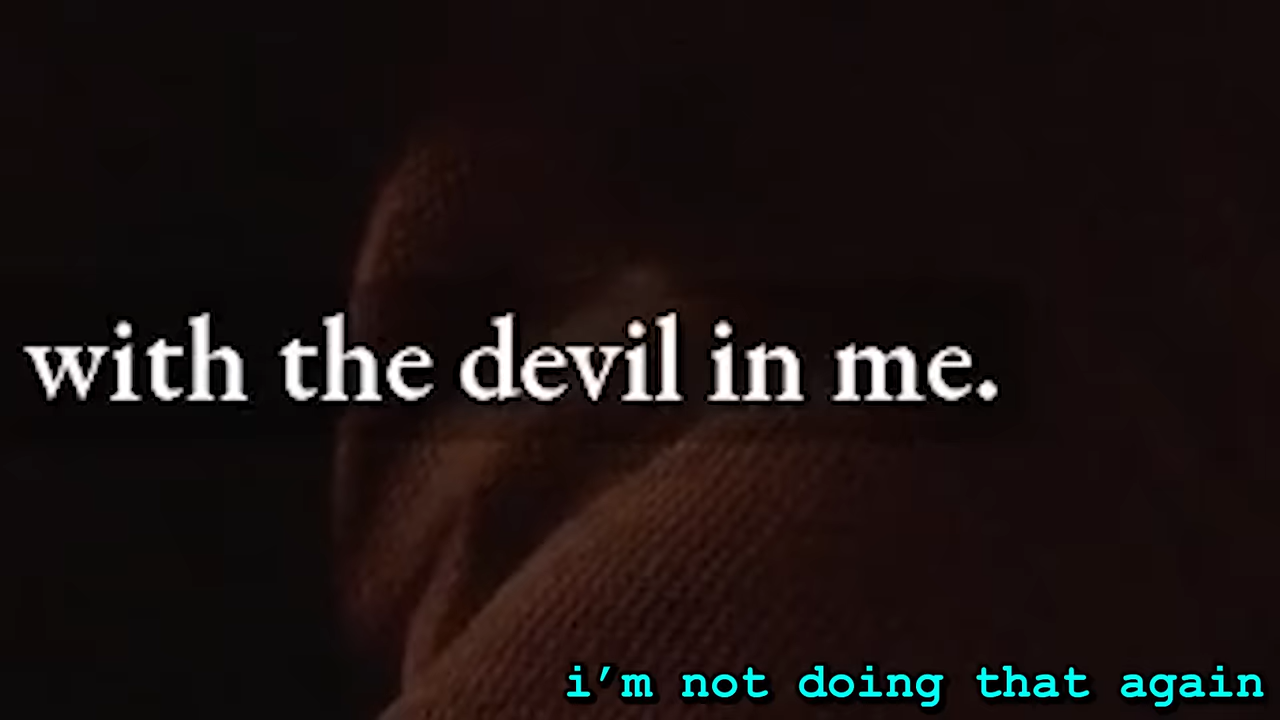 with the devil in me.
i’m not doing that again